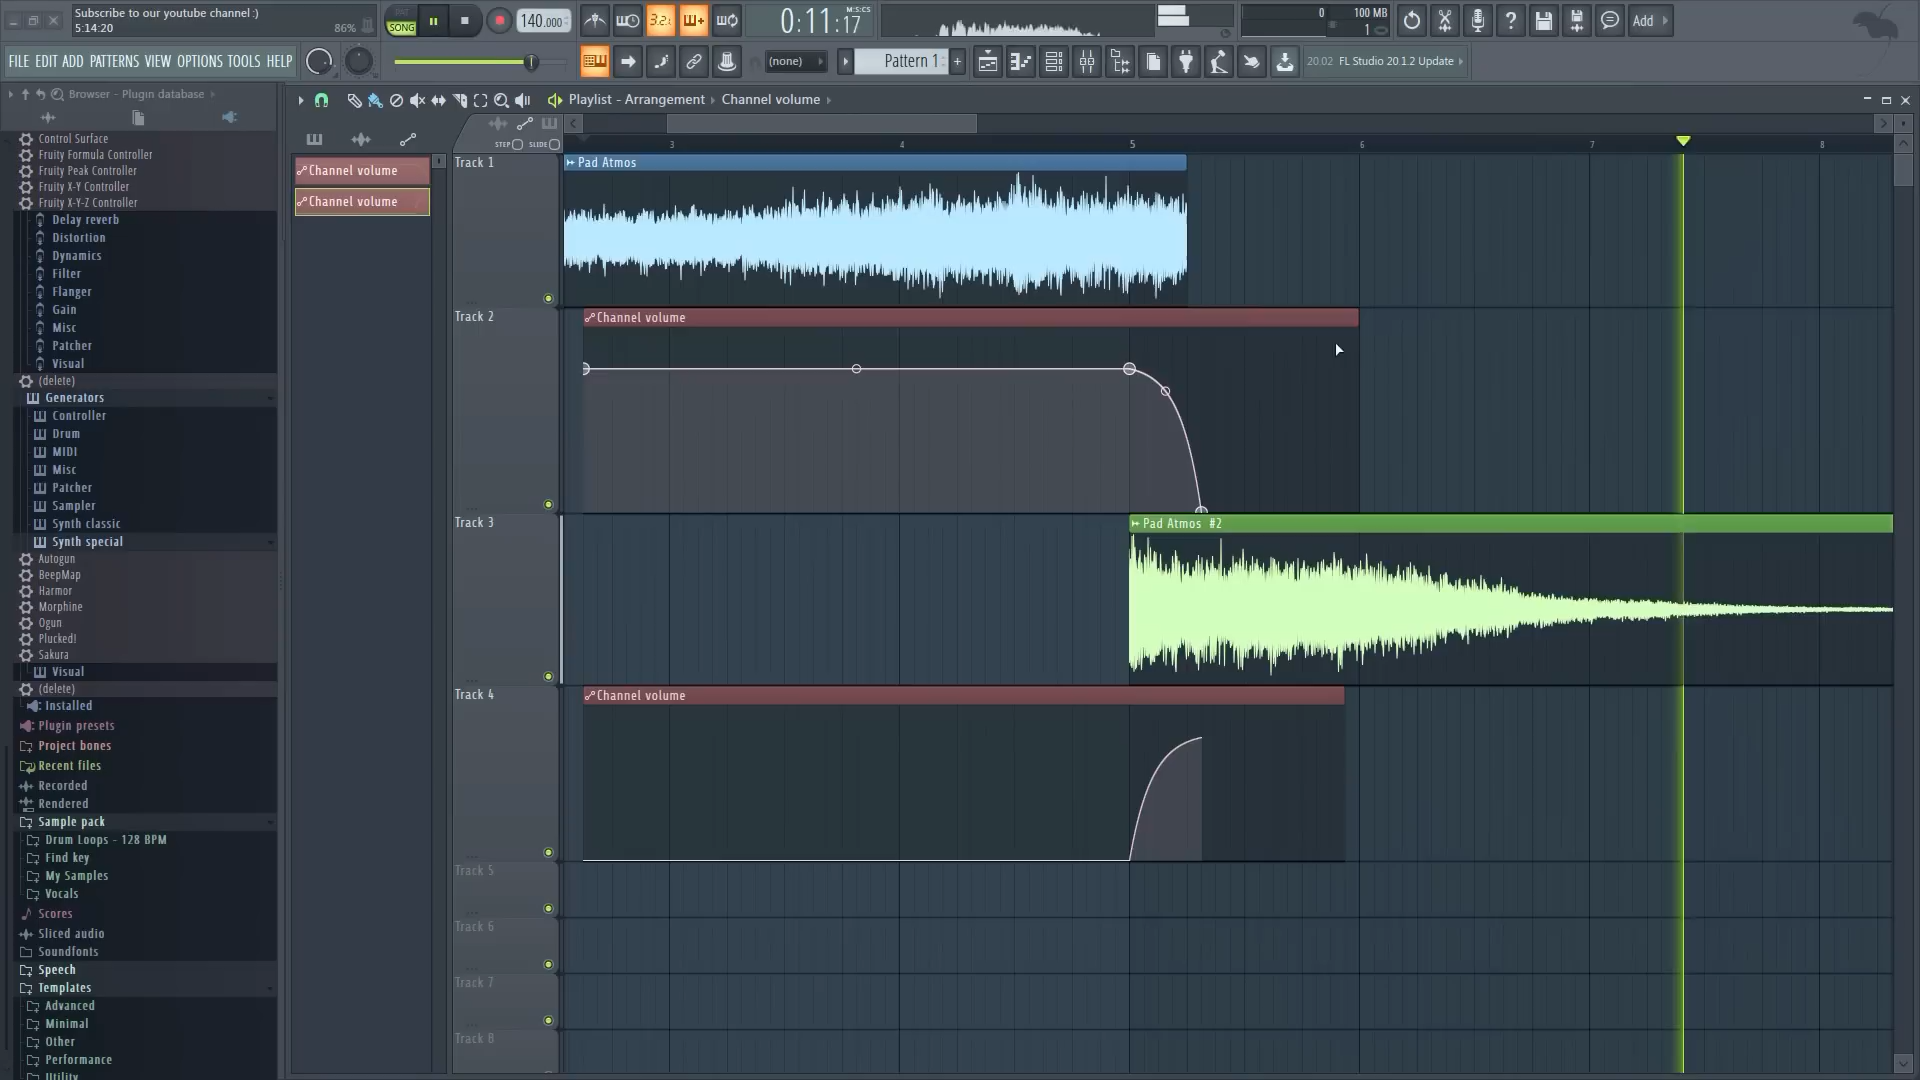 Subscribe to our youtube channel :)
5:14:20
86%
PAT
SONG
140.000
3.2.
0:11:17
M:S:CS
0
100 MB
1
Add
FILE EDIT ADD PATTERNS VIEW OPTIONS TOOLS HELP
(none)
Pattern 1
20.02 FL Studio 20.1.2 Update
Browser - Plugin database
Playlist - Arrangement
Channel volume
Control Surface
Fruity Formula Controller
Fruity Peak Controller
Fruity X-Y Controller
Fruity X-Y-Z Controller
Delay reverb
Distortion
Dynamics
Filter
Flanger
Gain
Misc
Patcher
Visual
(delete)
Generators
Controller
Drum
MIDI
Misc
Patcher
Sampler
Synth classic
Synth special
Autogun
BeepMap
Harmor
Morphine
Ogun
Plucked!
Sakura
Visual
(delete)
Installed
Plugin presets
Project bones
Recent files
Recorded
Rendered
Sample pack
Drum Loops - 128 BPM
Find key
My Samples
Vocals
Scores
Sliced audio
Soundfonts
Speech
Templates
Advanced
Minimal
Other
Performance
Utility
Channel volume
Channel volume
STEP
SLIDE
3
4
5
6
7
8
Track 1
Pad Atmos
Track 2
Channel volume
Track 3
Pad Atmos #2
Track 4
Channel volume
Track 5
Track 6
Track 7
Track 8